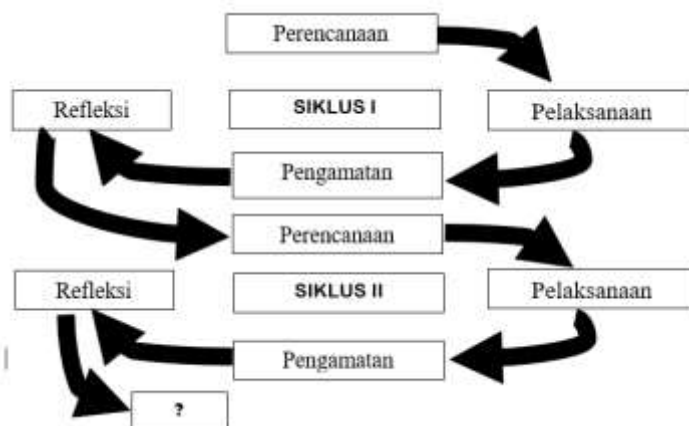 Perencanaan
Refleksi
SIKLUS I
Pelaksanaan
Pengamatan
Perencanaan
Refleksi
SIKLUS II
Pelaksanaan
Pengamatan
?